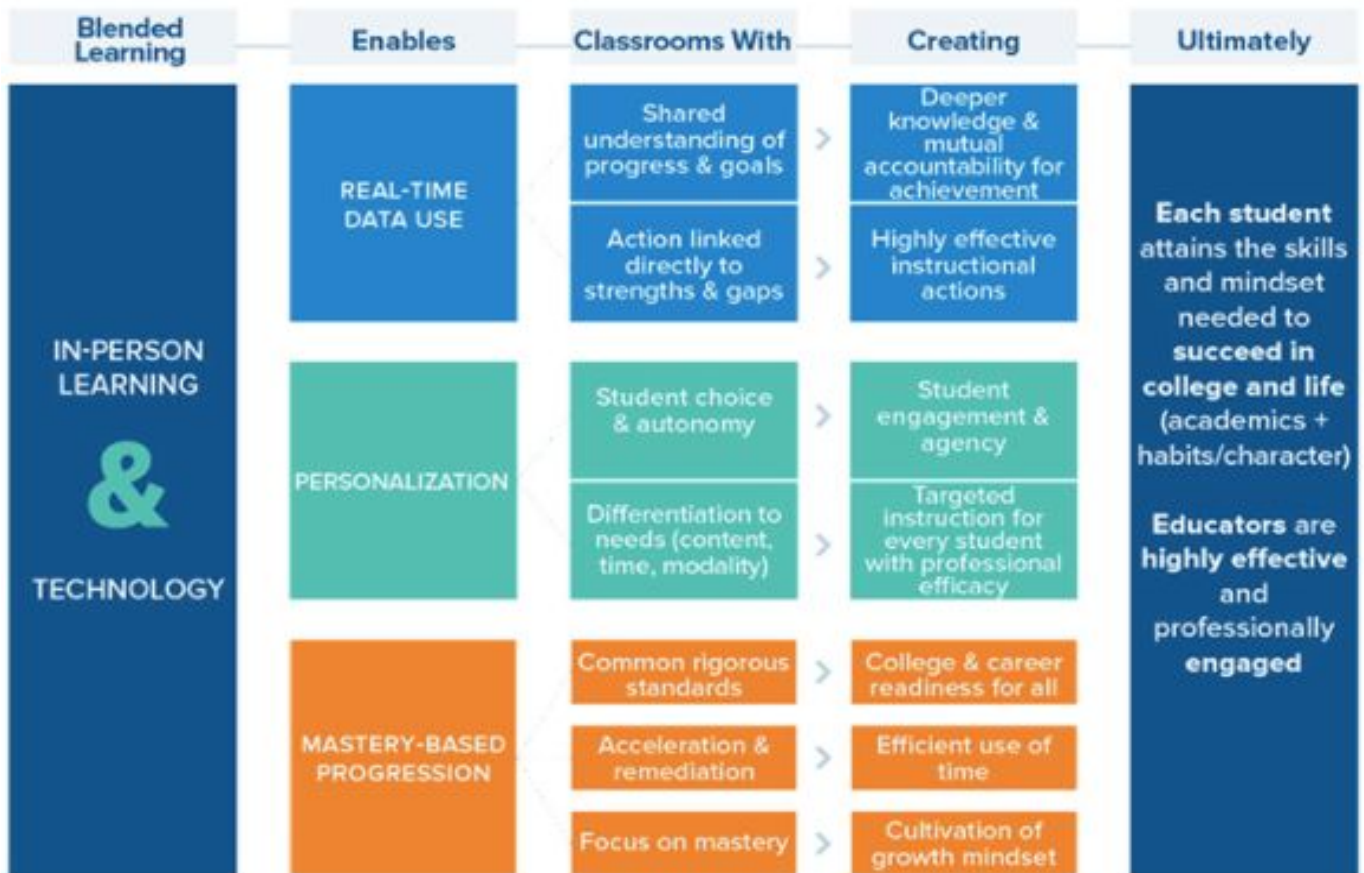 Blended
Learning
Enables
Classrooms With
Creating
Ultimately
IN-PERSON
LEARNING
&
TECHNOLOGY
REAL-TIME
DATA USE
Shared
understanding of
progress & goals
Deeper
knowledge &
mutual
accountability for
achievement
Action linked
directly to
strengths & gaps
Highly effective
instructional
actions
PERSONALIZATION
Student choice
& autonomy
Student
engagement &
agency
Differentiation to
needs (content,
time, modality)
Targeted
instruction for
every student
with professional
efficacy
MASTERY-BASED
PROGRESSION
Common rigorous
standards
College & career
readiness for all
Acceleration &
remediation
Efficient use of
time
Focus on mastery
Cultivation of
growth mindset
Each student
attains the skills
and mindset
needed to
succeed in
college and life
(academics +
habits/character)
Educators are
highly effective
and
professionally
engaged